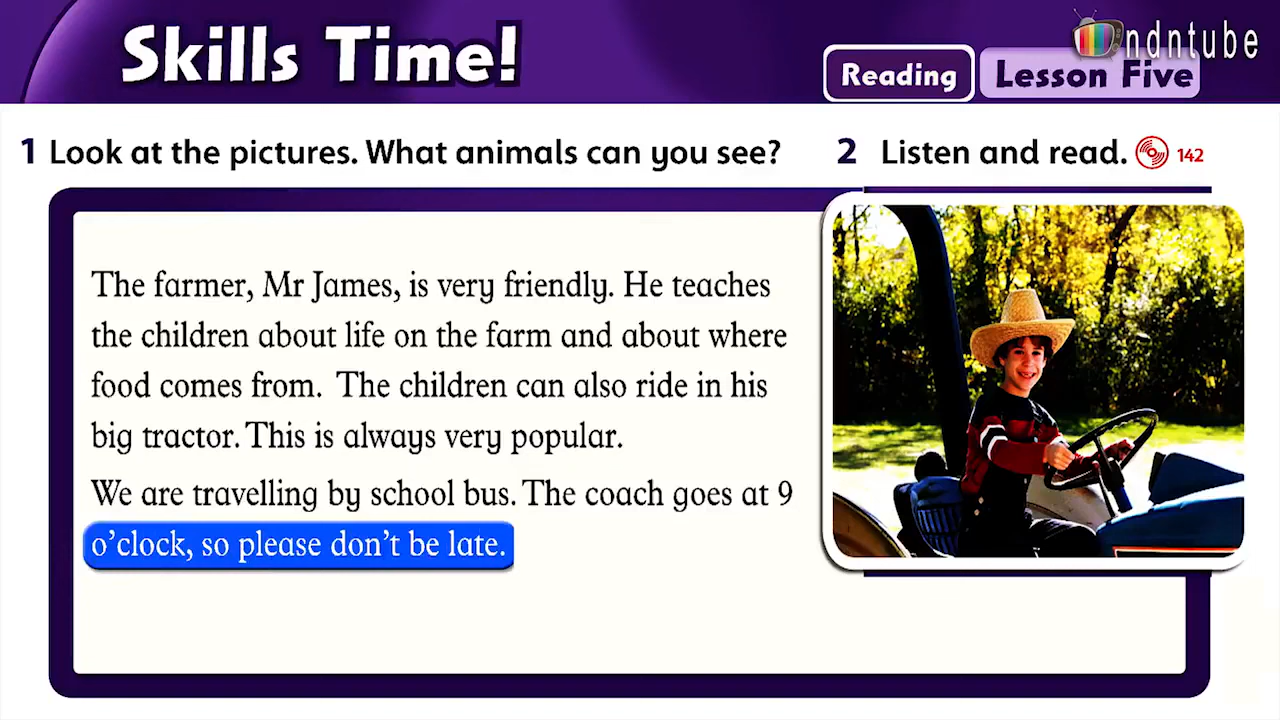 Skills Time!
ndntube
Reading
Lesson Five
1 Look at the pictures. What animals can you see?
2 Listen and read. 142
The farmer, Mr James, is very friendly. He teaches
the children about life on the farm and about where
food comes from. The children can also ride in his
big tractor. This is always very popular.
We are travelling by school bus. The coach goes at 9
o'clock, so please don't be late.